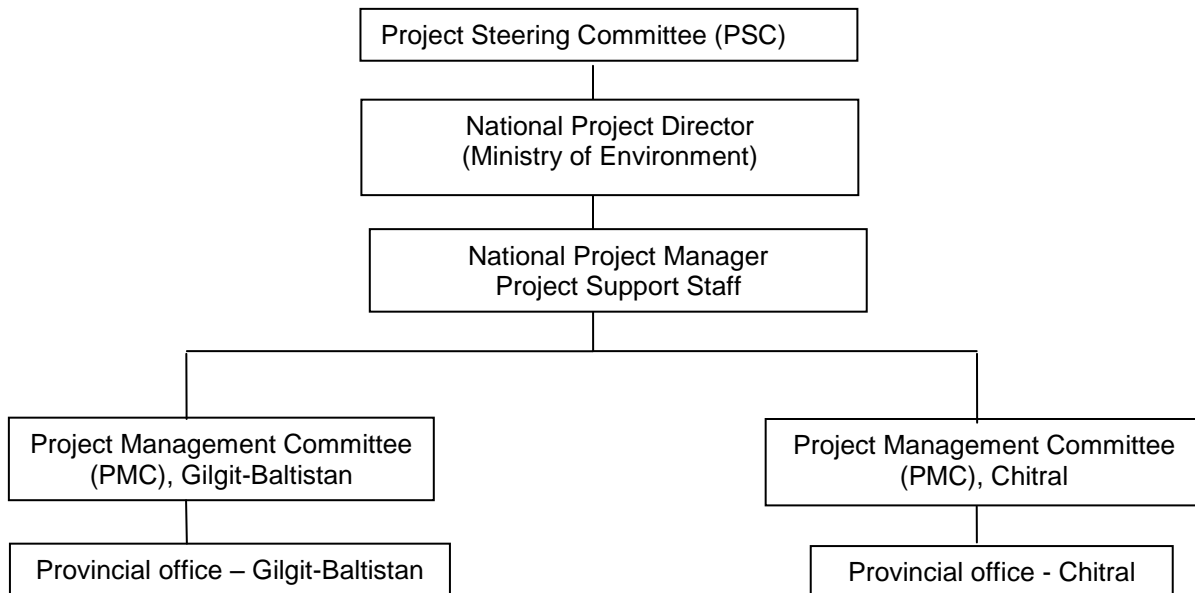 Project Steering Committee (PSC)
National Project Director
(Ministry of Environment)
National Project Manager
Project Support Staff
Project Management Committee
(PMC), Gilgit-Baltistan
Project Management Committee
(PMC), Chitral
Provincial office – Gilgit-Baltistan
Provincial office - Chitral